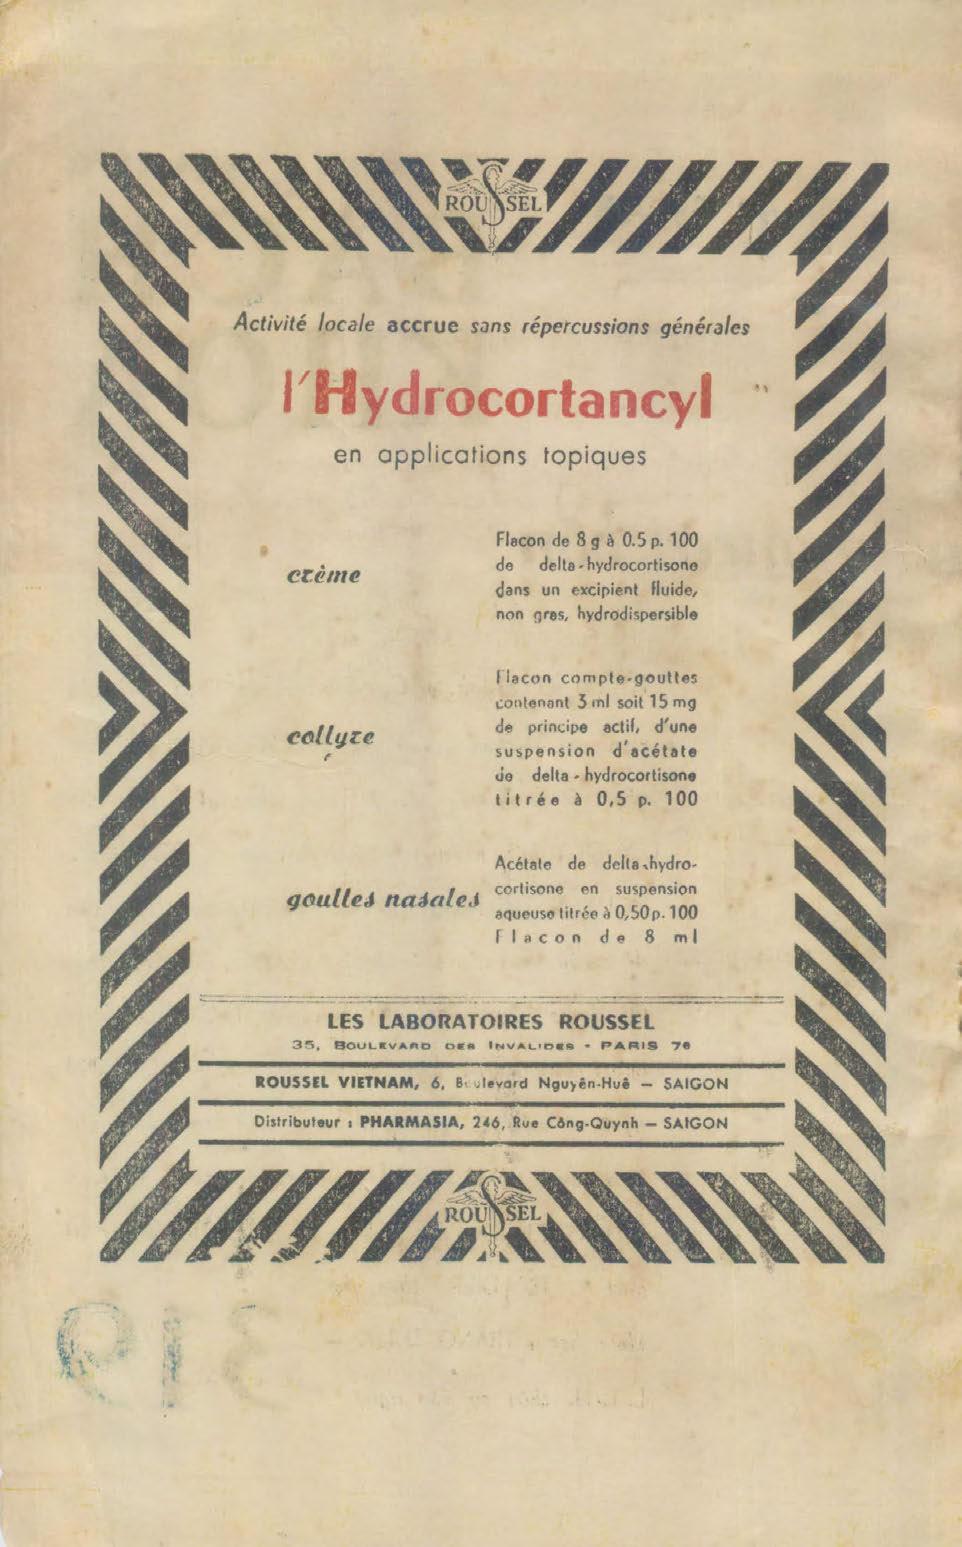 ROUSSEL
Activité locale accrue sans répercussions générales
l'Hydrocortancyl
en applications topiques
crème
Flacon de 8 g à 0.5 p. 100
de delta-hydrocortisone
dans un excipient fluide,
non gras, hydrodispersible
collyre
Flacon compte-gouttes
contenant 3 ml soit 15 mg
de principe actif, d'une
suspension d'acétate
de delta-hydrocortisone
titrée à 0,5 p. 100
gouttes nasales
Acétate de delta-hydro-
cortisone en suspension
aqueuse titrée à 0,50 p. 100
Flacon de 8 ml
LES LABORATOIRES ROUSSEL
35, BOULEVARD DES INVALIDES - PARIS 7e
ROUSSEL VIETNAM, 6, Boulevard Nguyên-Huê — SAIGON
Distributeur : PHARMASIA, 246, Rue Công-Quynh — SAIGON
ROUSSEL